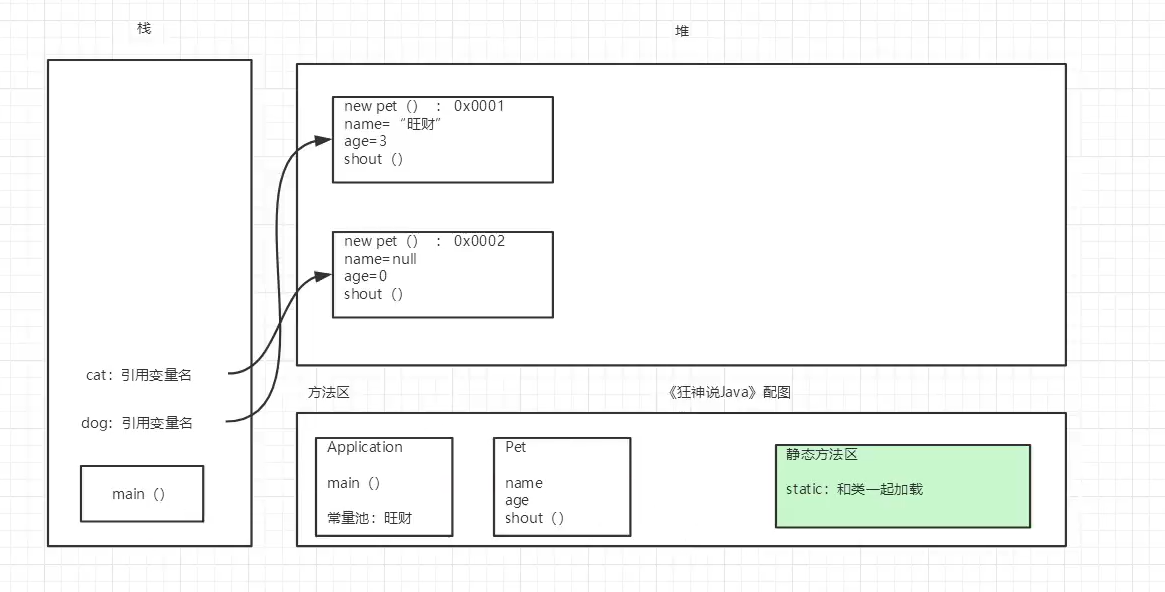 栈
堆
new pet（） ： 0x0001
name= “旺财”
age=3
shout（）
new pet（） ： 0x0002
name=null
age=0
shout（）
cat：引用变量名
dog：引用变量名
main（）
方法区
《狂神说Java》配图
Application
main（）
常量池：旺财
Pet
name
age
shout（）
静态方法区
static：和类一起加载